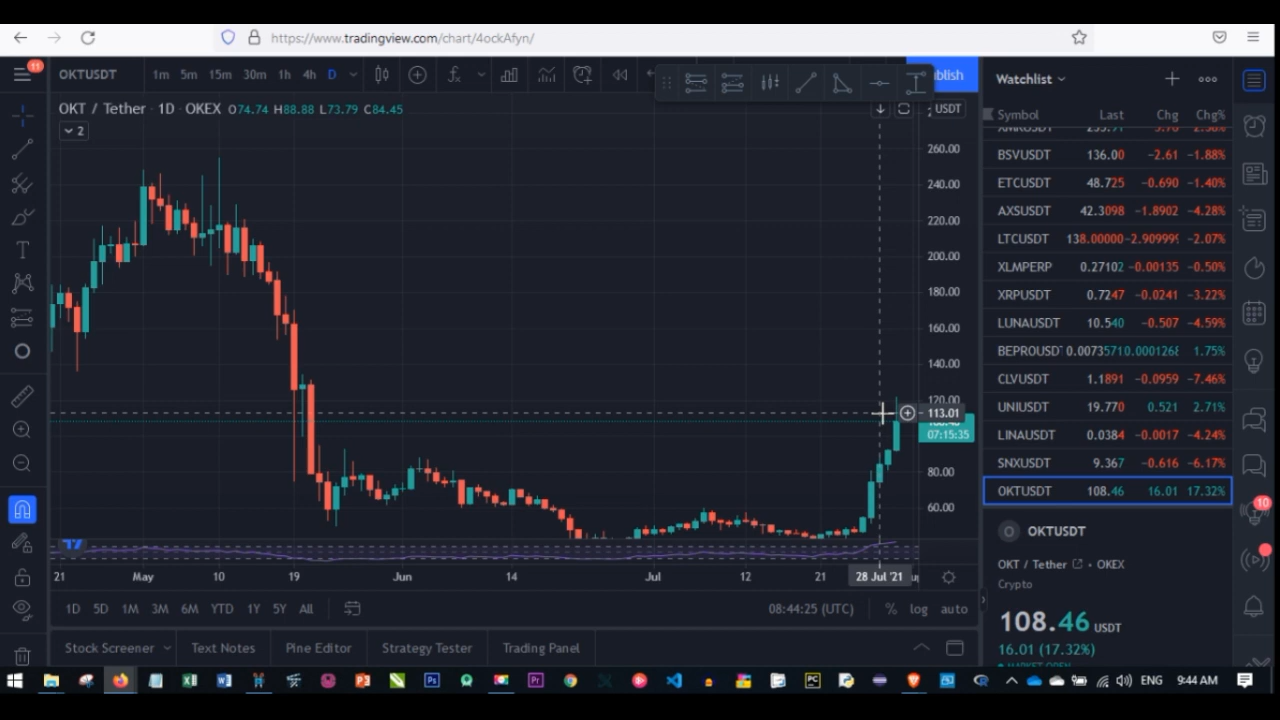 https://www.tradingview.com/chart/4ockAfyn/
11
OKTUSDT 1m 5m 15m 30m 1h 4h D
Watchlist
OKT / Tether · 1D · OKEX O74.74 H88.88 L73.79 C84.45
USDT
2
Symbol Last Chg Chg%
BSVUSDT 136.00 −2.61 −1.88%
ETCUSDT 48.725 −0.690 −1.40%
AXSUSDT 42.3098 −1.8902 −4.28%
LTCUSDT 138.00000 −2.909999 −2.07%
XLMPERP 0.27102 −0.00135 −0.50%
XRPUSDT 0.7247 −0.0241 −3.22%
LUNAUSDT 10.540 −0.507 −4.59%
BEPROUSD 0.0073571 0.0001268 1.75%
CLVUSDT 1.1891 −0.0959 −7.46%
UNIUSDT 19.770 0.521 2.71%
LINAUSDT 0.0384 −0.0017 −4.24%
SNXUSDT 9.367 −0.616 −6.17%
OKTUSDT 108.46 16.01 17.32%
260.00
240.00
220.00
200.00
180.00
160.00
140.00
120.00
113.01
07:15:35
80.00
60.00
10
OKTUSDT
OKT / Tether · OKEX
Crypto
108.46 USDT
16.01 (17.32%)
MARKET OPEN
21 May 10 19 Jun 14 Jul 12 21 28 Jul '21
1D 5D 1M 3M 6M YTD 1Y 5Y All
08:44:25 (UTC) % log auto
Stock Screener Text Notes Pine Editor Strategy Tester Trading Panel
ENG 9:44 AM